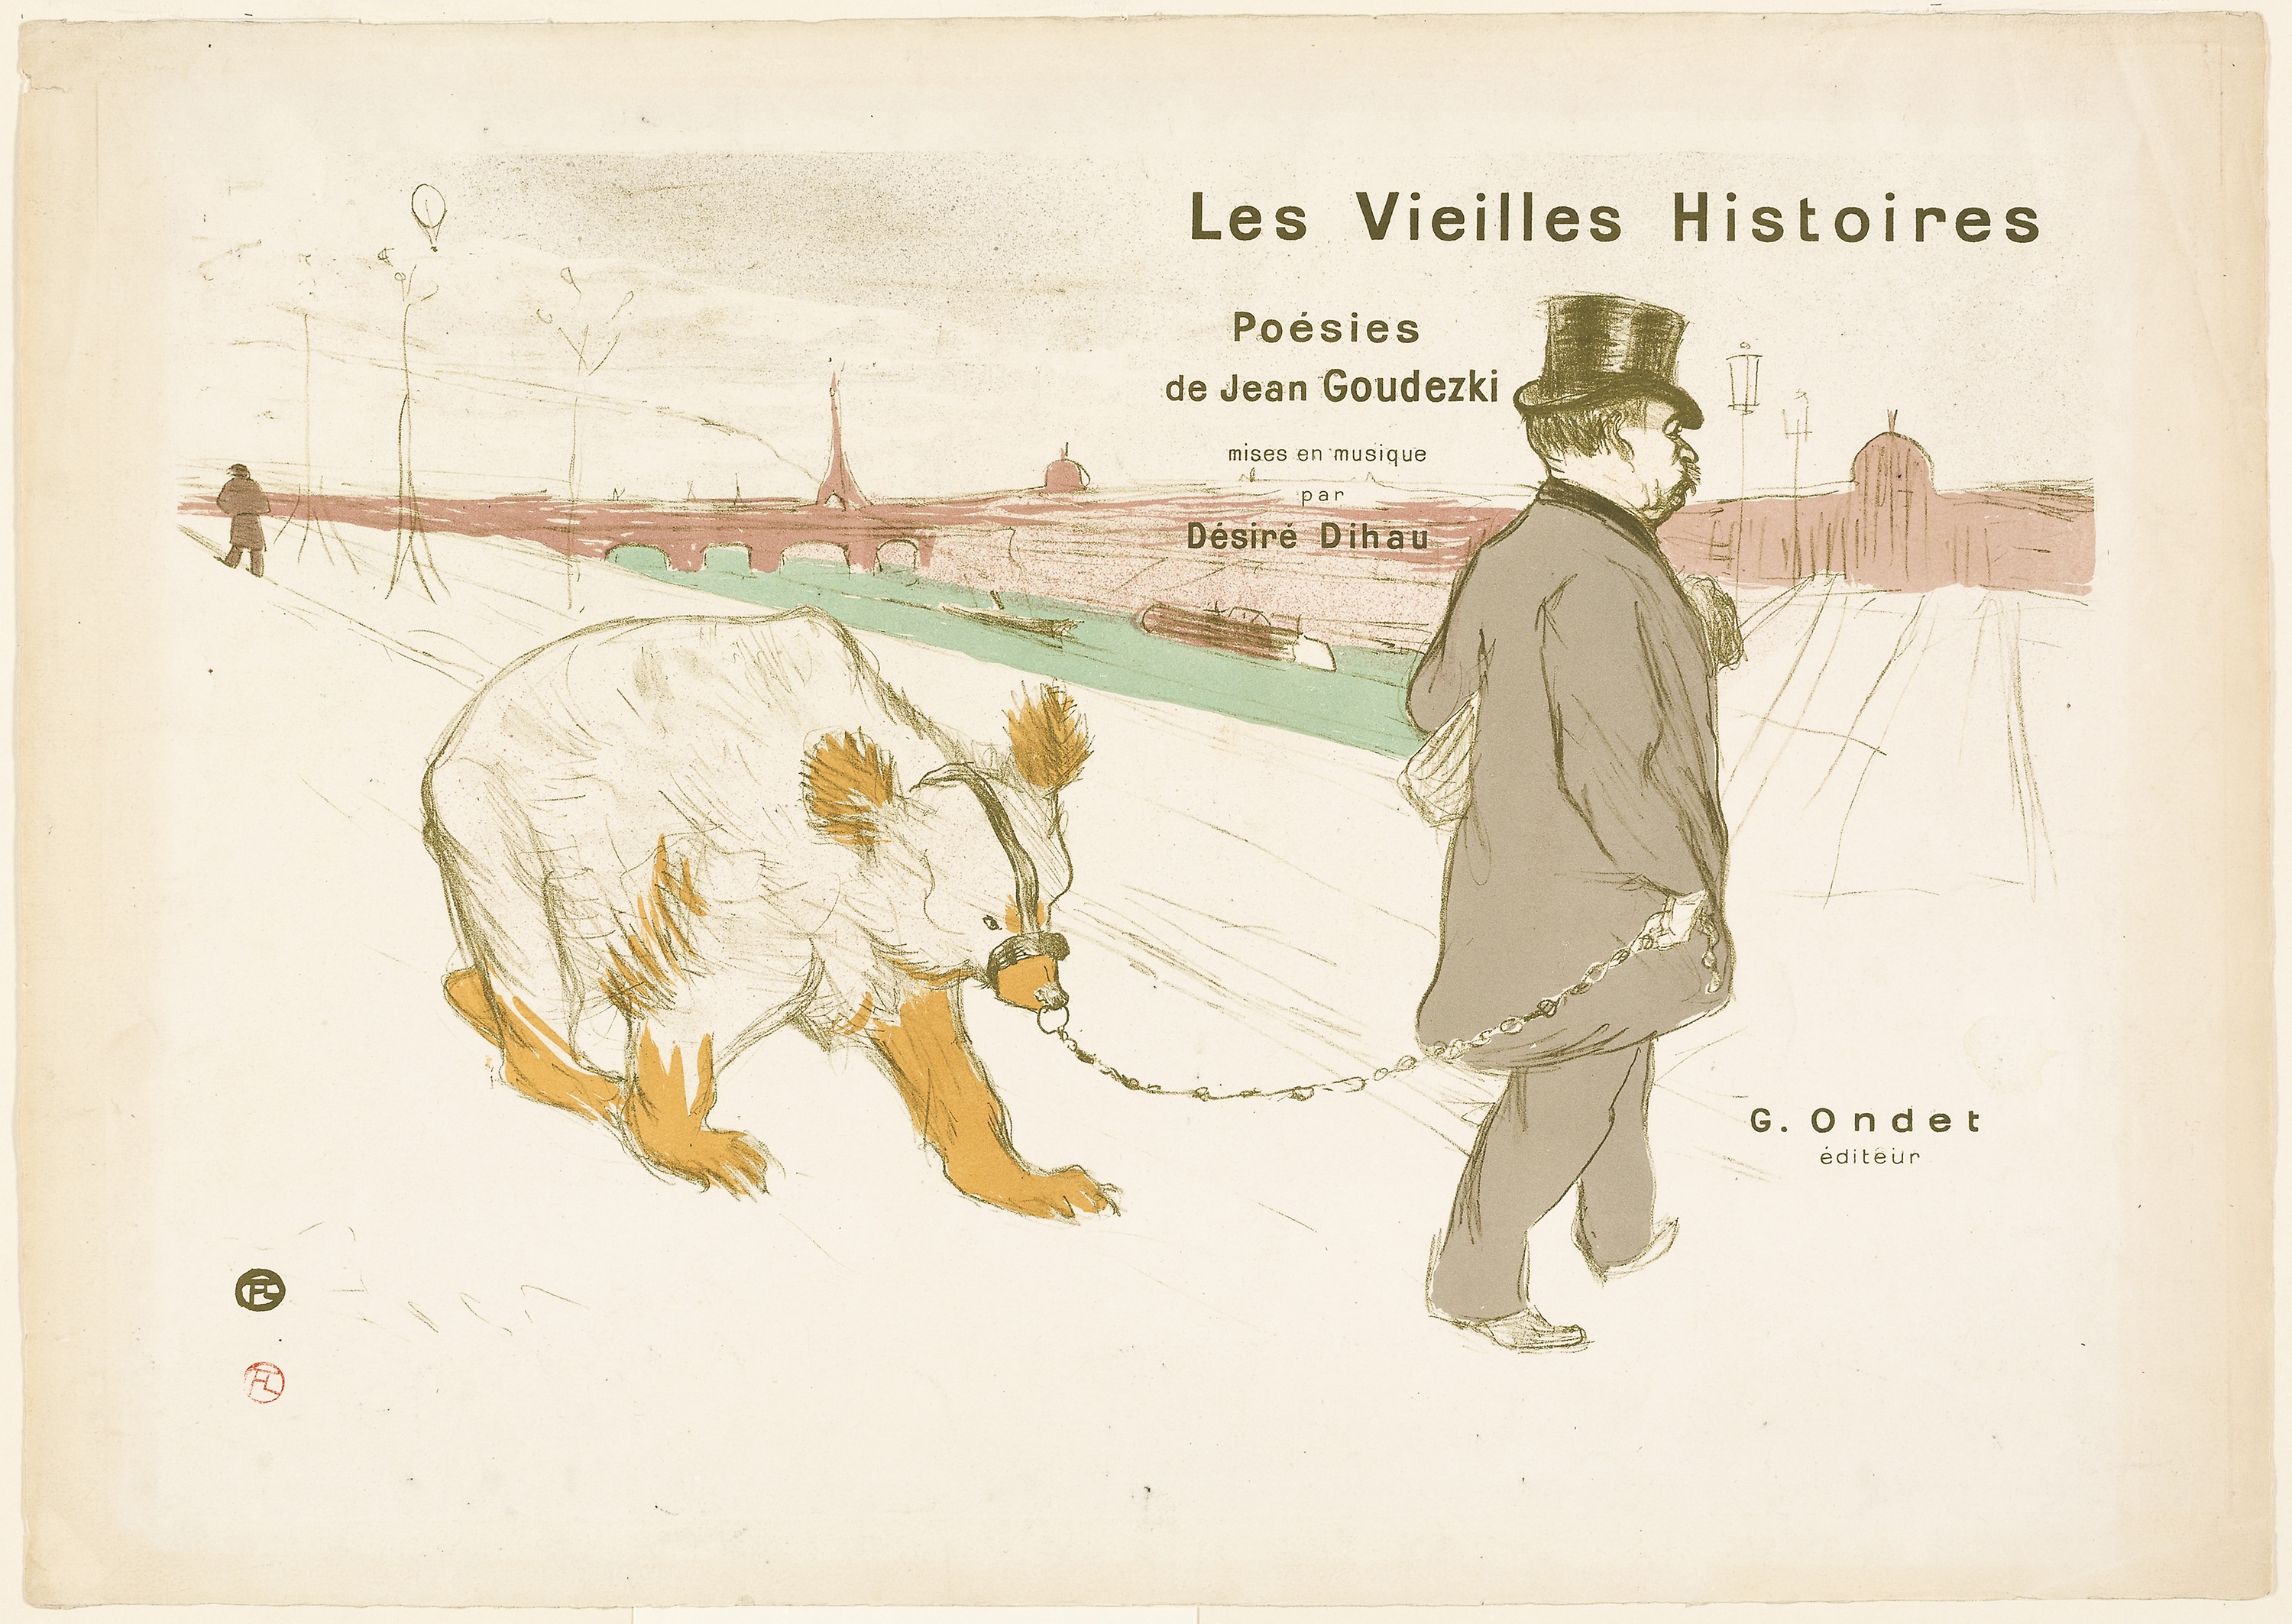 Les Vieilles Histoires
Poésies
de Jean Goudezki
mises en musique
par
Désiré Dihau
G. Ondet
éditeur